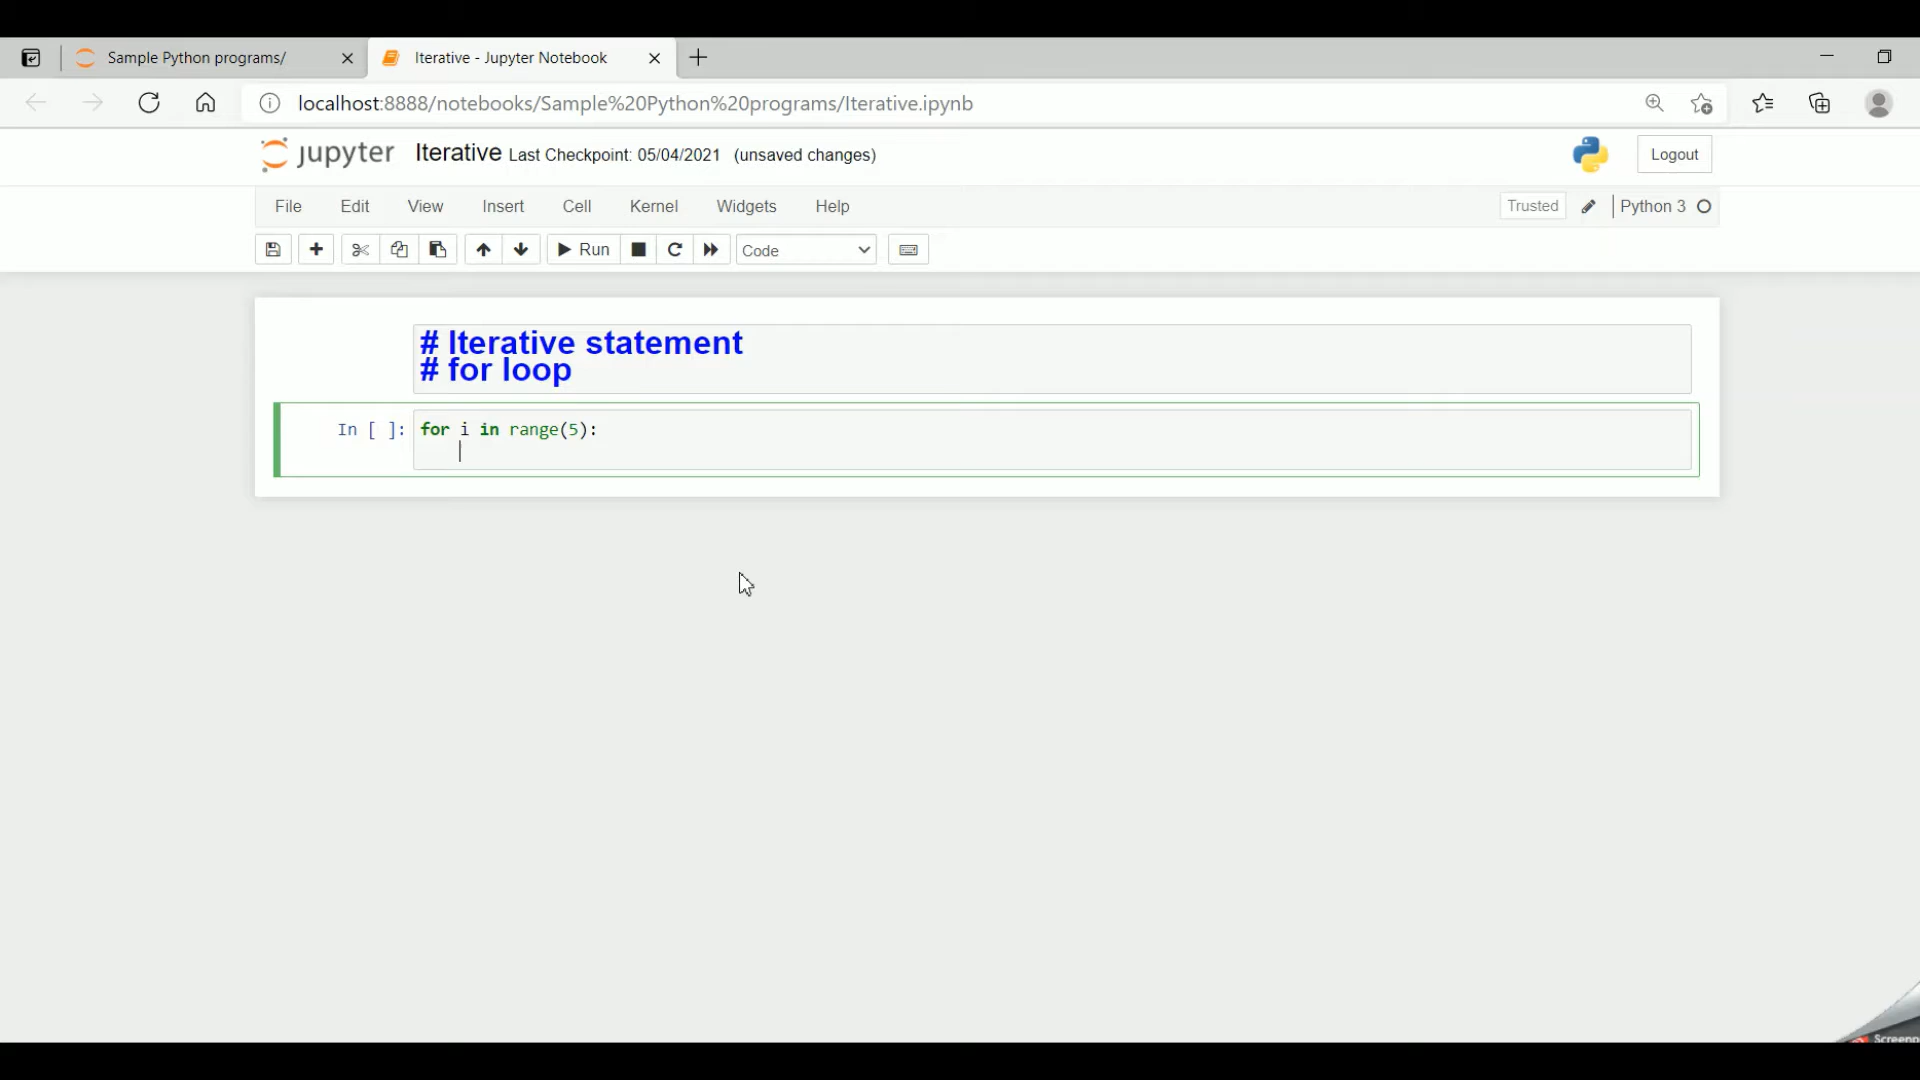 Sample Python programs/
Iterative - Jupyter Notebook
localhost:8888/notebooks/Sample%20Python%20programs/Iterative.ipynb
jupyter Iterative Last Checkpoint: 05/04/2021 (unsaved changes)
Logout
File Edit View Insert Cell Kernel Widgets Help
Trusted
Python 3
Run
Code
# Iterative statement
# for loop
In [ ]: for i in range(5):